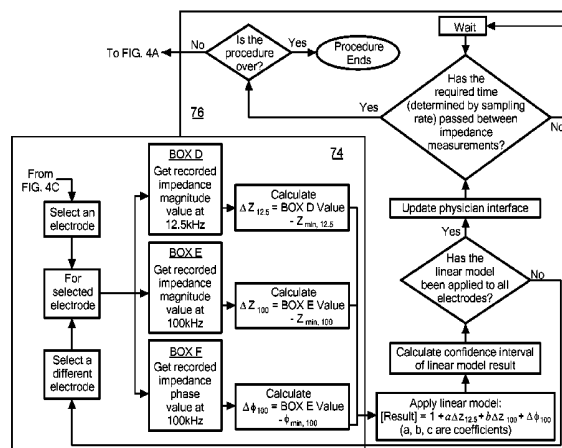 Wait
To FIG. 4A
No
Is the
procedure
over?
Yes
Procedure
Ends
Has the
required time
(determined by sampling
rate) passed between
impedance
measurements?
Yes
No
76
74
From
FIG. 4C
Select an
electrode
For
selected
electrode
Select a
different
electrode
BOX D
Get recorded
impedance
magnitude
value at
12.5kHz
Calculate
ΔZ12.5 = BOX D Value
- Zmin, 12.5
BOX E
Get recorded
impedance
magnitude
value at
100kHz
Calculate
ΔZ100 = BOX E Value
- Zmin, 100
BOX F
Get recorded
impedance
phase
value at
100kHz
Calculate
Δϕ100 = BOX E Value
- ϕmin, 100
Update physician interface
Yes
Has the
linear model
been applied to all
electrodes?
No
Calculate confidence interval
of linear model result
Apply linear model:
[Result] = 1 + aΔZ12.5 + bΔZ100 + Δϕ100
(a, b, c are coefficients)